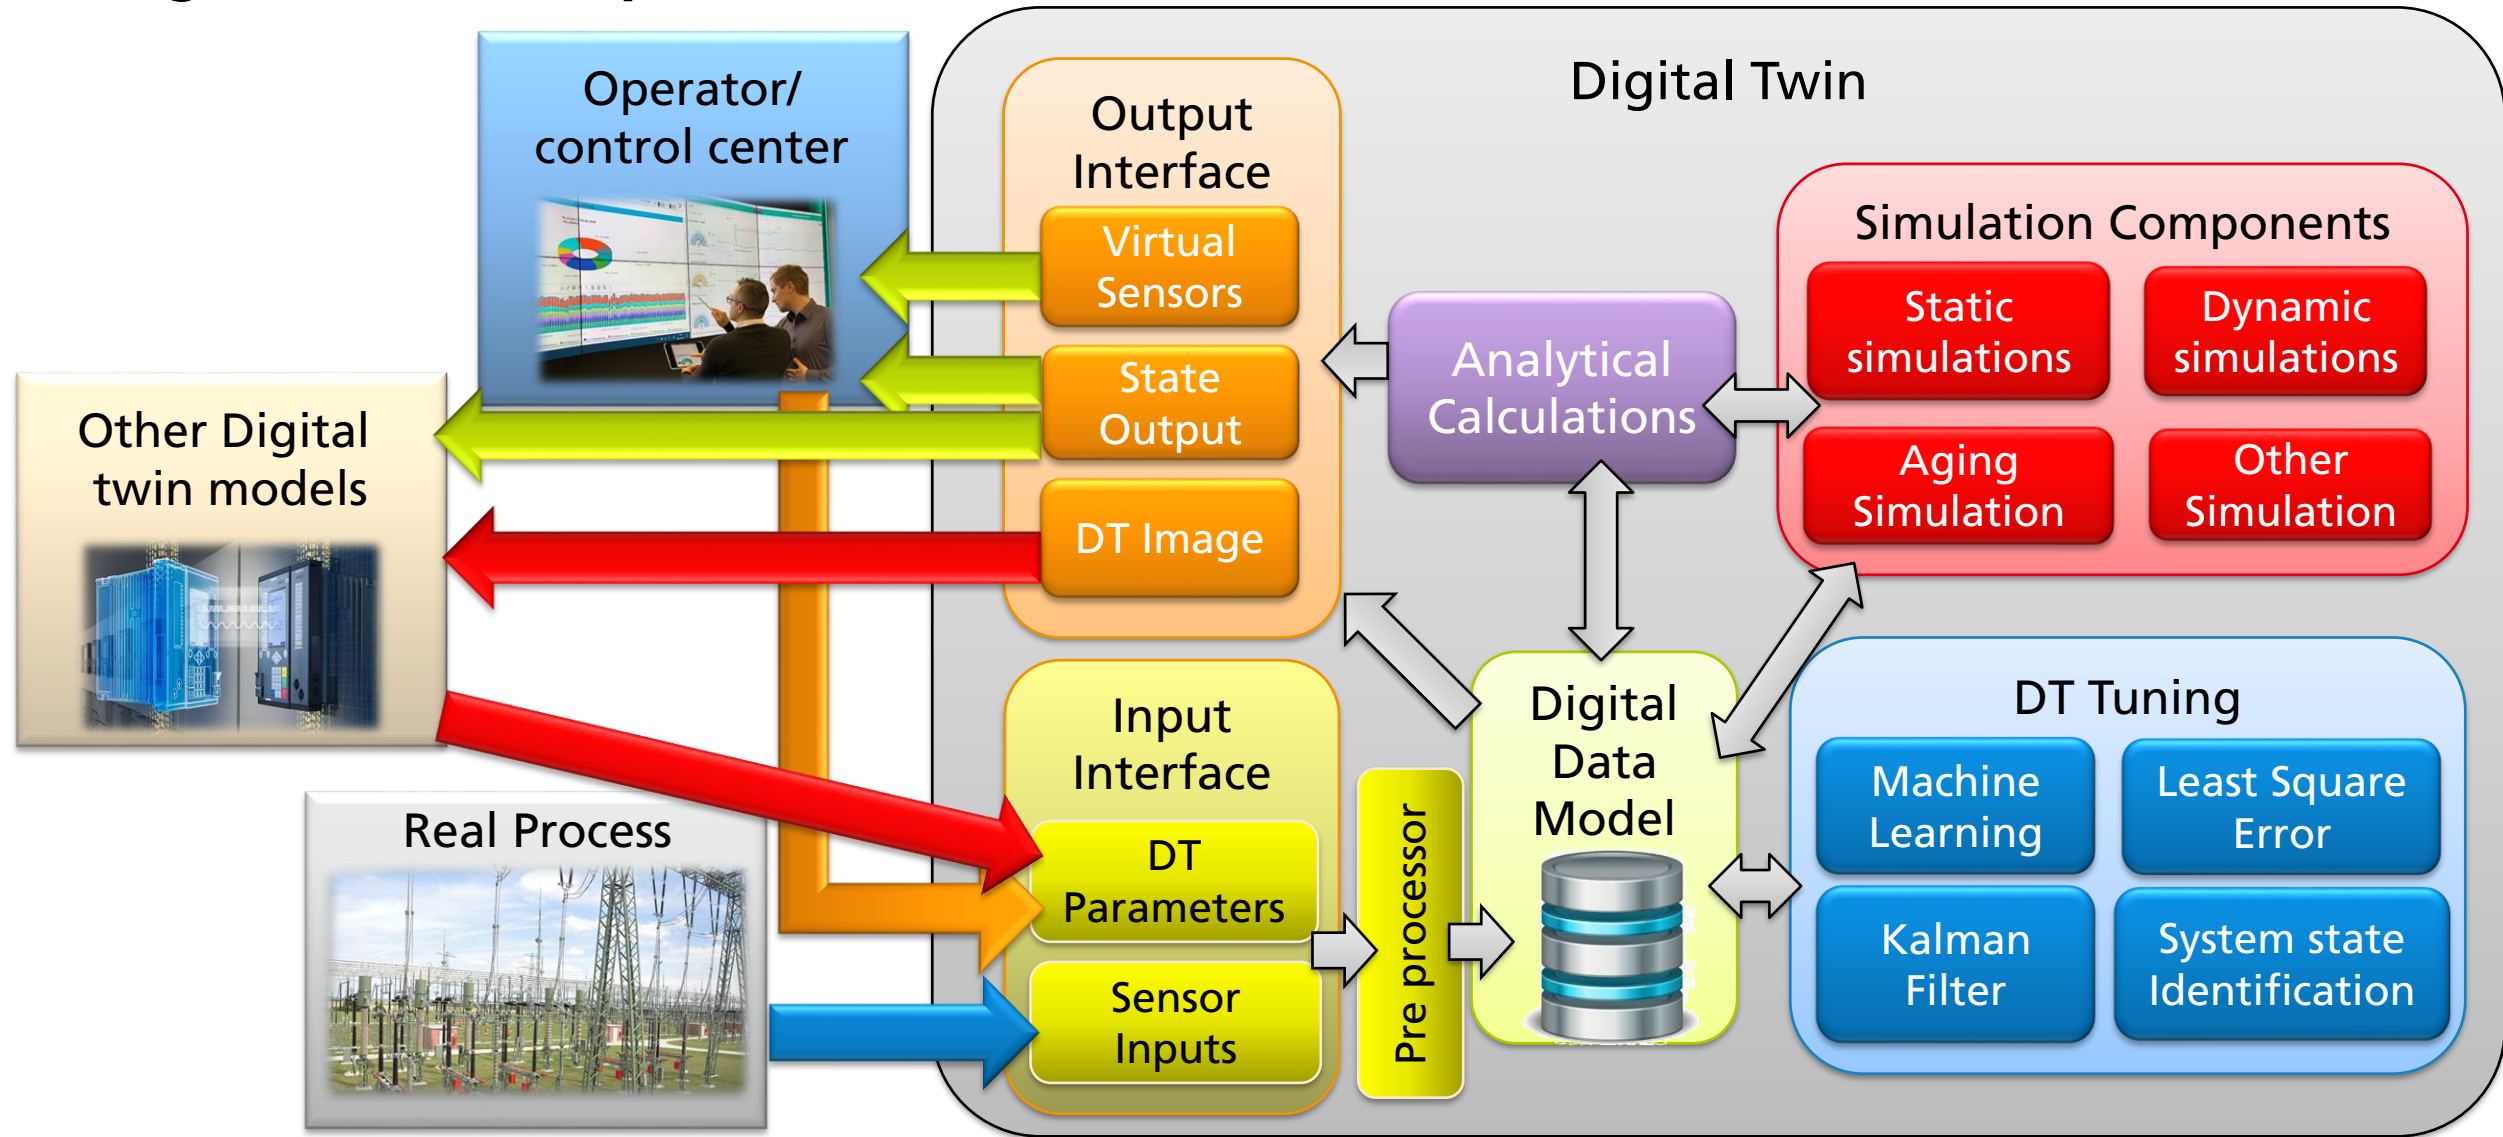 Digital Twin
Operator/
control center
Output
Interface
Virtual
Sensors
State
Output
DT Image
Simulation Components
Static
simulations
Dynamic
simulations
Aging
Simulation
Other
Simulation
Analytical
Calculations
Other Digital
twin models
Real Process
Input
Interface
DT
Parameters
Sensor
Inputs
Pre processor
Digital
Data
Model
DT Tuning
Machine
Learning
Least Square
Error
Kalman
Filter
System state
Identification